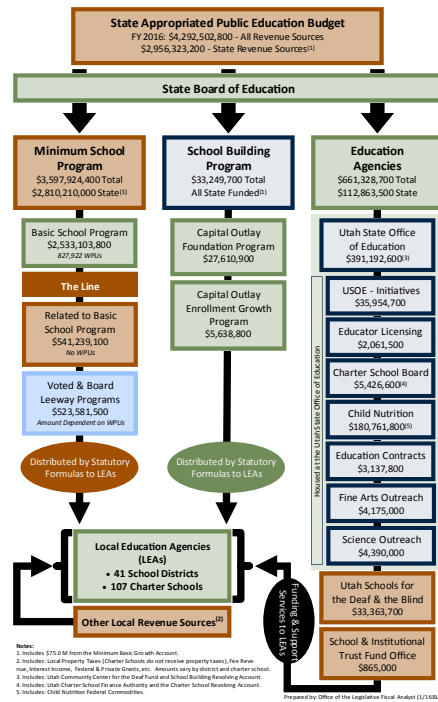 State Appropriated Public Education Budget
FY 2016: $4,292,502,800 - All Revenue Sources
$2,956,323,200 - State Revenue Sources(1)
State Board of Education
Minimum School
Program
$3,597,924,400 Total
$2,810,210,000 State(1)
School Building
Program
$33,249,700 Total
All State Funded(1)
Education
Agencies
$661,328,700 Total
$112,863,500 State
Basic School Program
$2,533,103,800
827,922 WPUs
The Line
Related to Basic
School Program
$541,239,100
No WPUs
Voted & Board
Leeway Programs
$523,581,500
Amount Dependent on WPUs
Distributed by Statutory
Formulas to LEAs
Capital Outlay
Foundation Program
$27,610,900
Capital Outlay
Enrollment Growth
Program
$5,638,800
Distributed by Statutory
Formulas to LEAs
Housed at the Utah State Office of Education
Utah State Office
of Education
$391,192,600(3)
USOE - Initiatives
$35,954,700
Educator Licensing
$2,061,500
Charter School Board
$5,426,600(4)
Child Nutrition
$180,761,800(5)
Education Contracts
$3,137,800
Fine Arts Outreach
$4,175,000
Science Outreach
$4,390,000
Utah Schools for
the Deaf & the Blind
$33,363,700
School & Institutional
Trust Fund Office
$865,000
Funding & Support
Services to LEAs
Local Education Agencies
(LEAs)
• 41 School Districts
• 107 Charter Schools
Other Local Revenue Sources(2)
Notes:
1. Includes $75.0 M from the Minimum Basic Growth Account.
2. Includes: Local Property Taxes (Charter Schools do not receive property taxes), Fee Reve-
nue, Interest Income, Federal & Private Grants, etc. Amounts vary by district and charter school.
3. Includes: Utah Community Center for the Deaf Fund and School Building Revolving Account.
4. Includes: Utah Charter School Finance Authority and the Charter School Revolving Account.
5. Includes: Child Nutrition Federal Commodities.
Prepared by: Office of the Legislative Fiscal Analyst (1/16BL